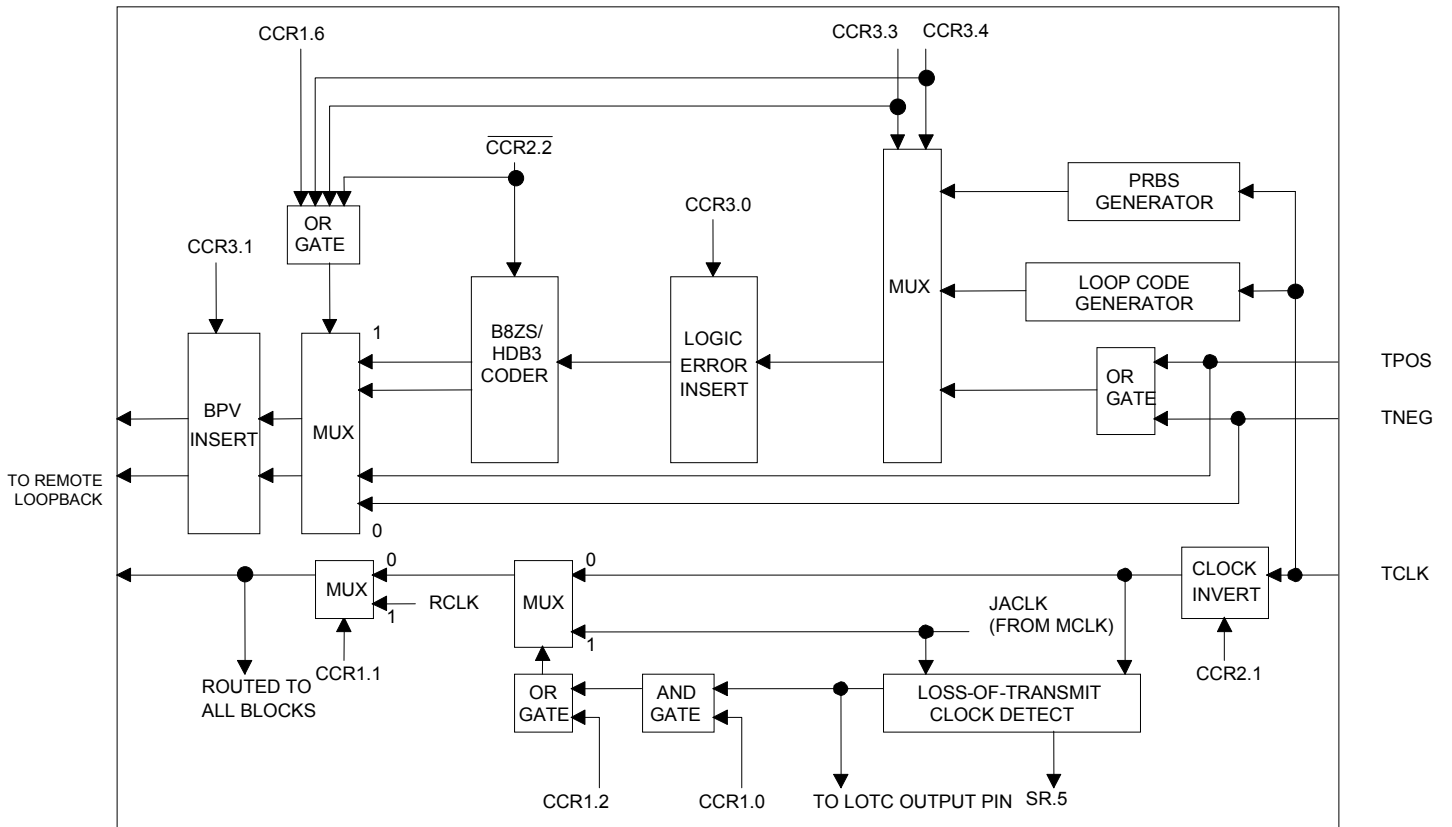 CCR1.6
CCR3.3
CCR3.4
CCR2.2
PRBS
GENERATOR
CCR3.0
OR
GATE
CCR3.1
MUX
LOOP CODE
GENERATOR
1
B8ZS/
HDB3
CODER
LOGIC
ERROR
INSERT
OR
GATE
TPOS
BPV
INSERT
MUX
TNEG
TO REMOTE
LOOPBACK
0
0
MUX
1
RCLK
0
MUX
1
JACLK
(FROM MCLK)
CLOCK
INVERT
TCLK
CCR1.1
CCR2.1
ROUTED TO
ALL BLOCKS
OR
GATE
AND
GATE
LOSS-OF-TRANSMIT
CLOCK DETECT
CCR1.2
CCR1.0
TO LOTC OUTPUT PIN
SR.5